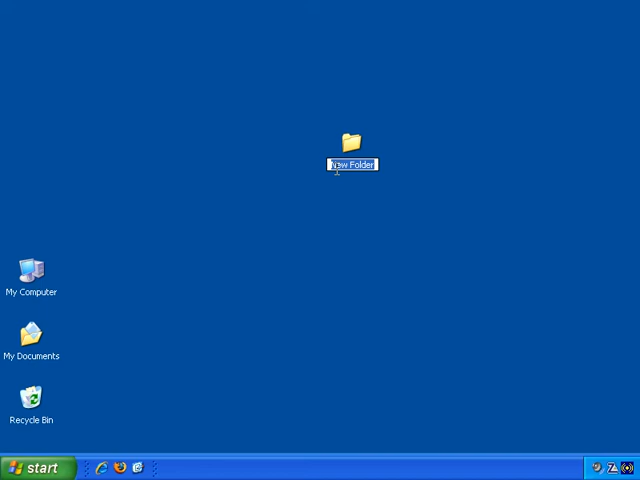 New Folder
My Computer
My Documents
Recycle Bin
start